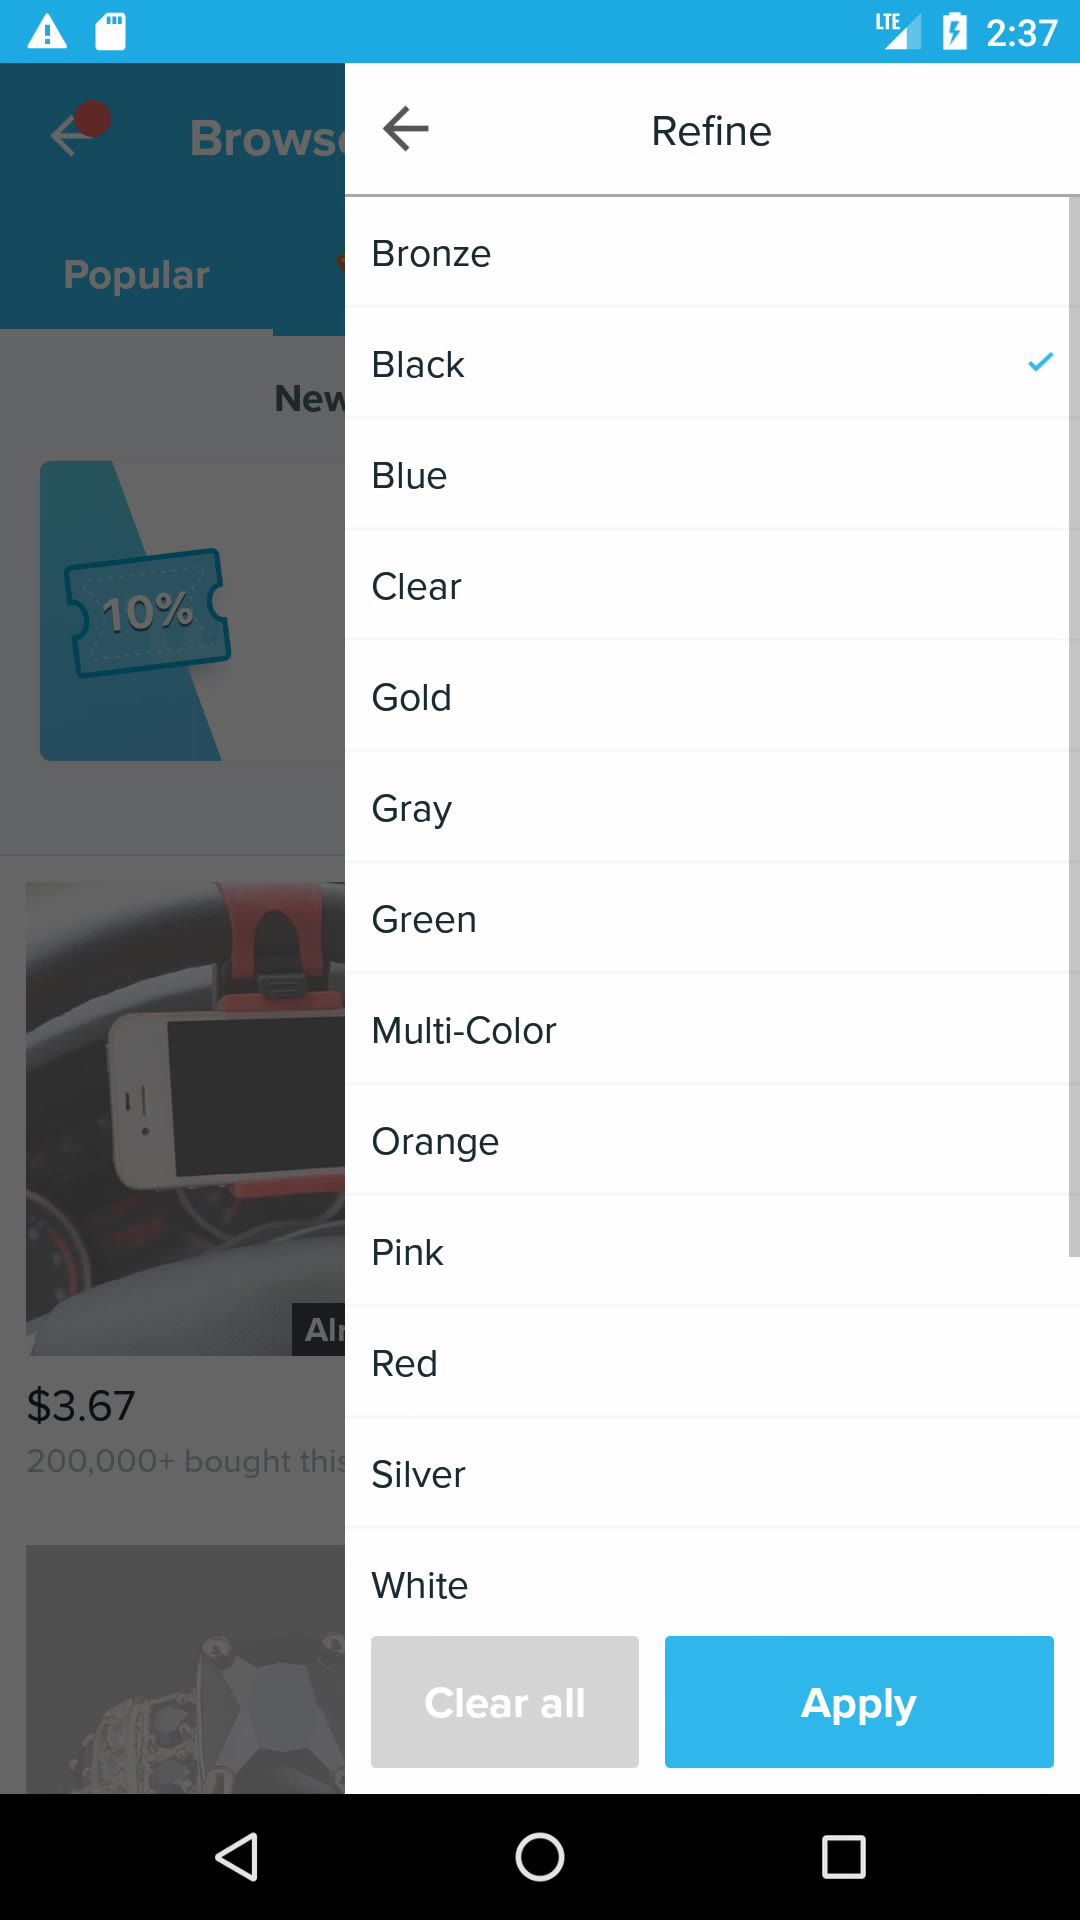 LTE 2:37
Browse
Refine
Popular
New
10%
Bronze
Black
Blue
Clear
Gold
Gray
Green
Multi-Color
Orange
Pink
Red
Silver
White
$3.67
200,000+ bought this
Clear all
Apply